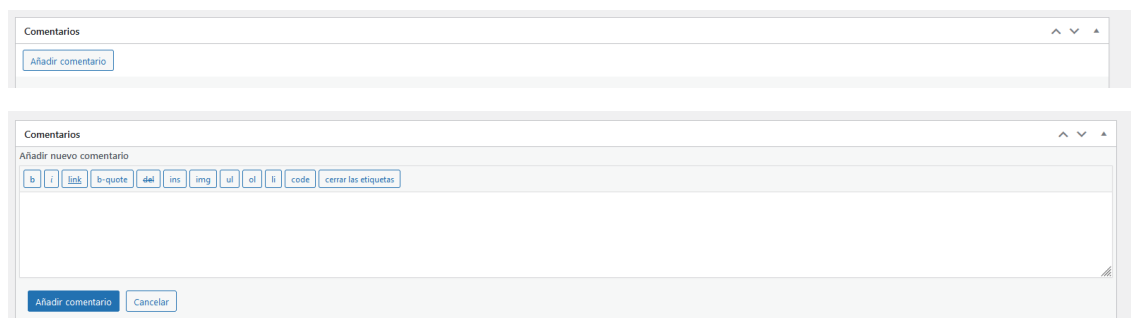 Comentarios
Añadir comentario
Comentarios
Añadir nuevo comentario
b i link b-quote del ins img ul ol li code cerrar las etiquetas
Añadir comentario Cancelar